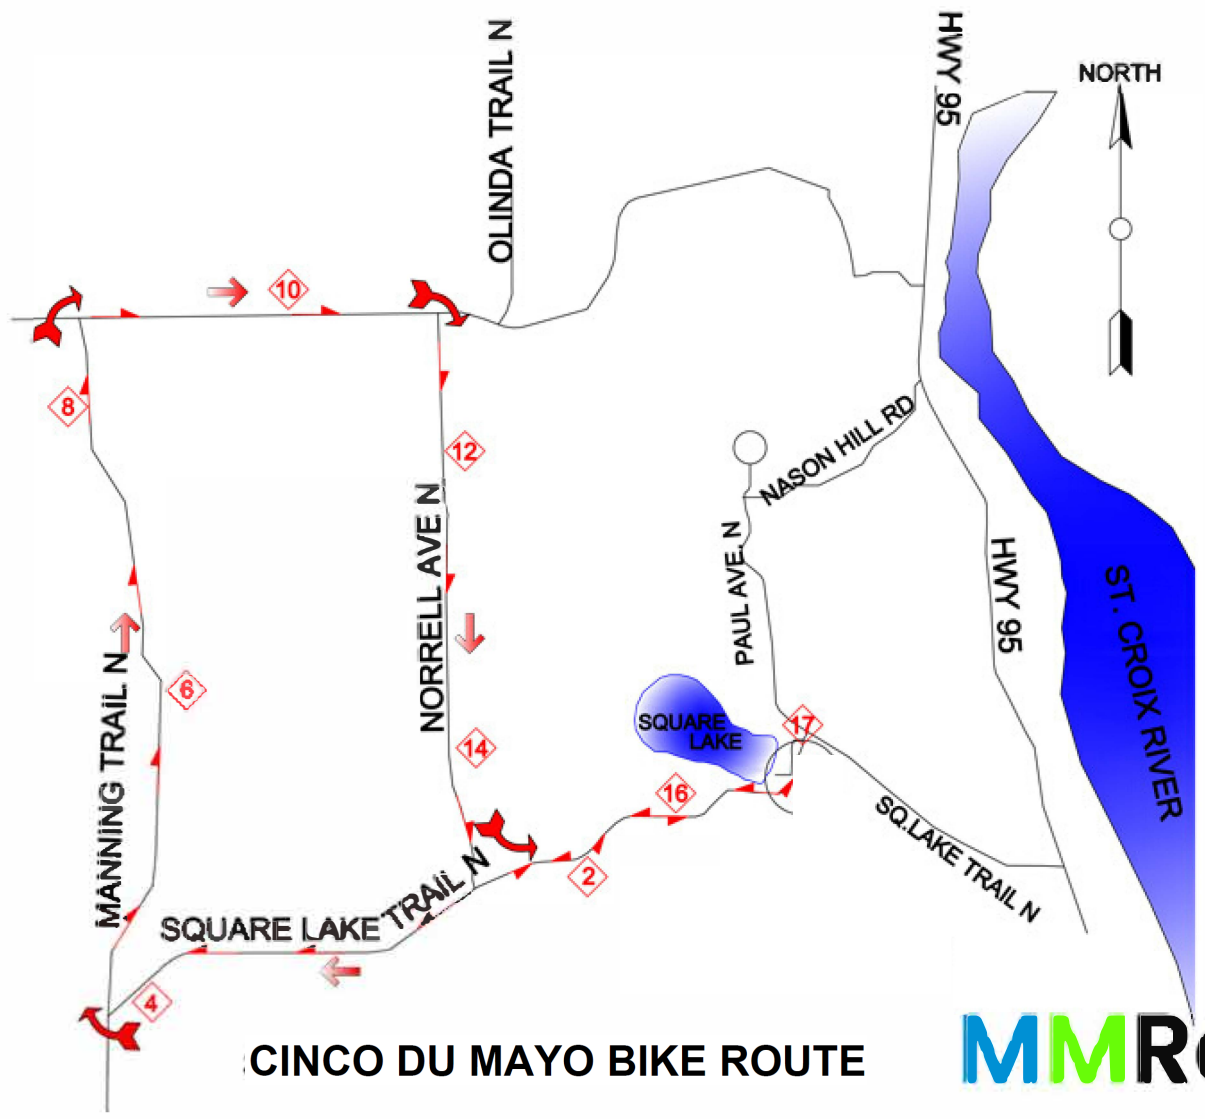 HWY 95
NORTH
OLINDA TRAIL N
10
8
12
NASON HILL RD
NORRELL AVE N
PAUL AVE. N
HWY 95
ST. CROIX RIVER
MANNING TRAIL N
6
SQUARE
LAKE
17
14
16
SQ.LAKE TRAIL N
2
SQUARE LAKE TRAIL N
4
CINCO DU MAYO BIKE ROUTE
MMR